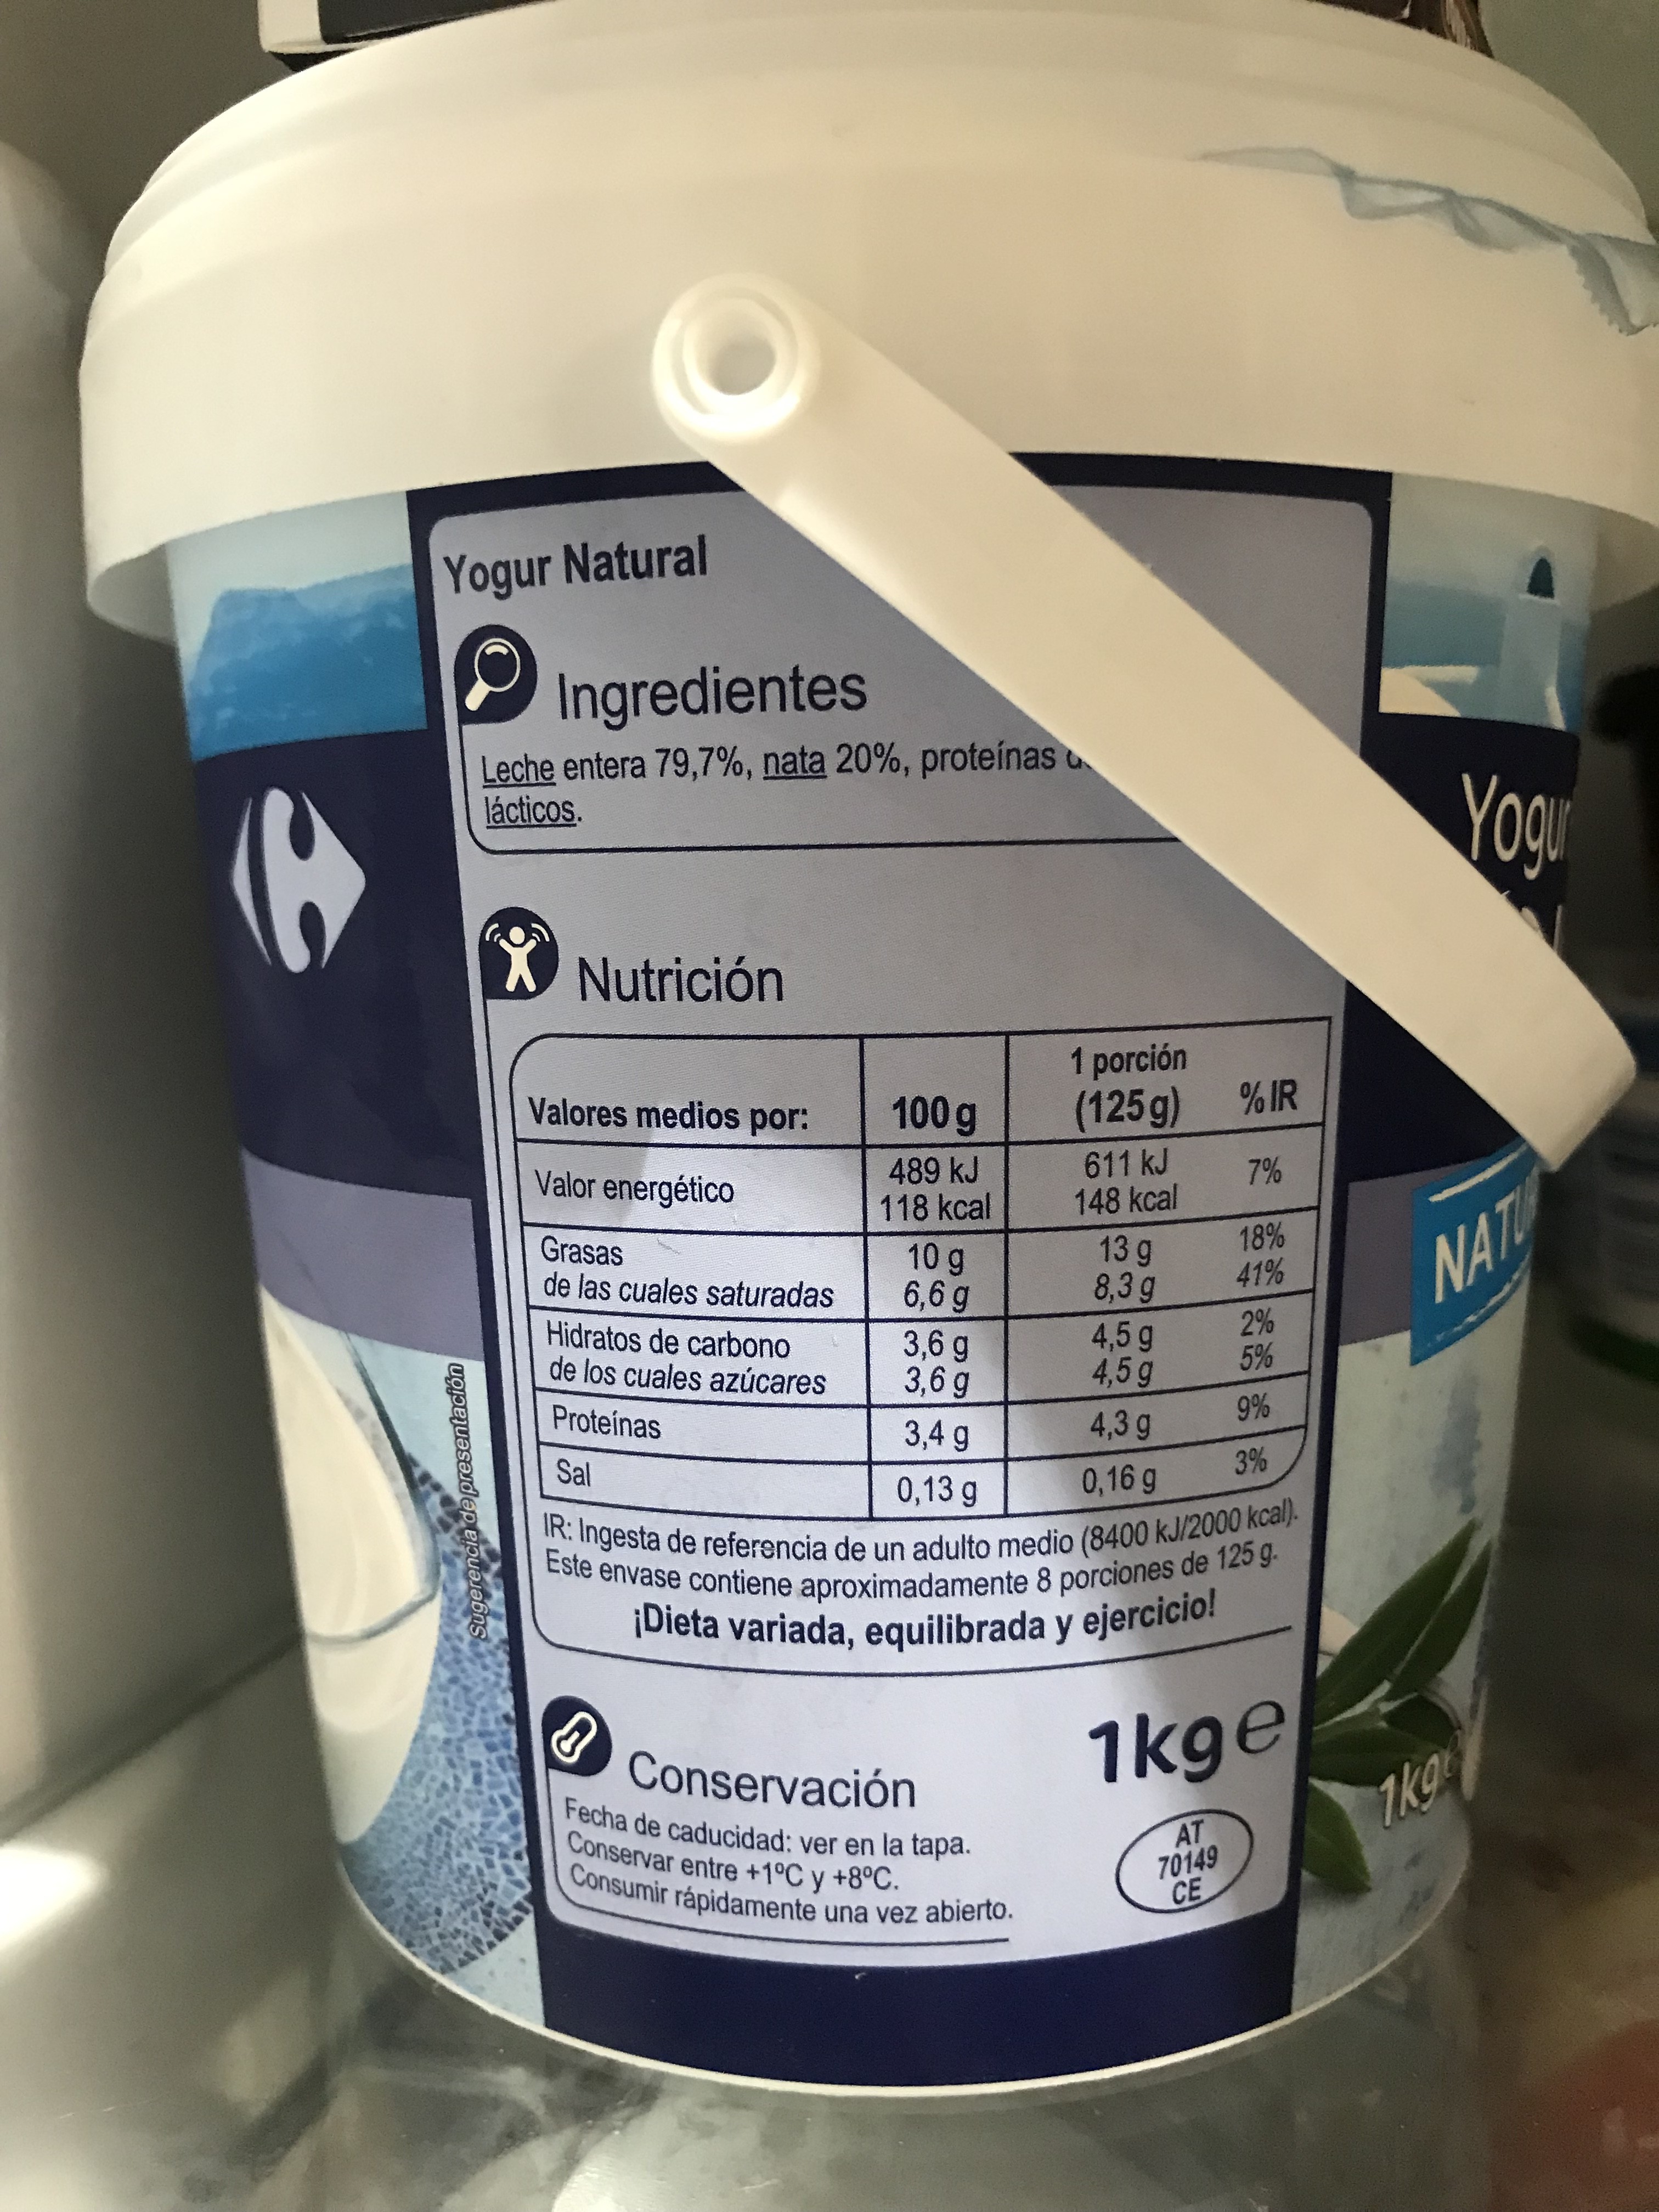 Yogur Natural
Ingredientes
Leche entera 79,7%, nata 20%, proteínas
lácticos.
Nutrición
Valores medios por: 100 g 1 porción (125 g) % IR
Valor energético 489 kJ 118 kcal 611 kJ 148 kcal 7%
Grasas 10 g 13 g 18%
de las cuales saturadas 6,6 g 8,3 g 41%
Hidratos de carbono 3,6 g 4,5 g 2%
de los cuales azúcares 3,6 g 4,5 g 5%
Proteínas 3,4 g 4,3 g 9%
Sal 0,13 g 0,16 g 3%
IR: Ingesta de referencia de un adulto medio (8400 kJ/2000 kcal).
Este envase contiene aproximadamente 8 porciones de 125 g.
¡Dieta variada, equilibrada y ejercicio!
Conservación
Fecha de caducidad: ver en la tapa.
Conservar entre +1ºC y +8ºC.
Consumir rápidamente una vez abierto.
1kg e
AT
70149
CE
Sugerencia de presentación
Yogur
1kg e